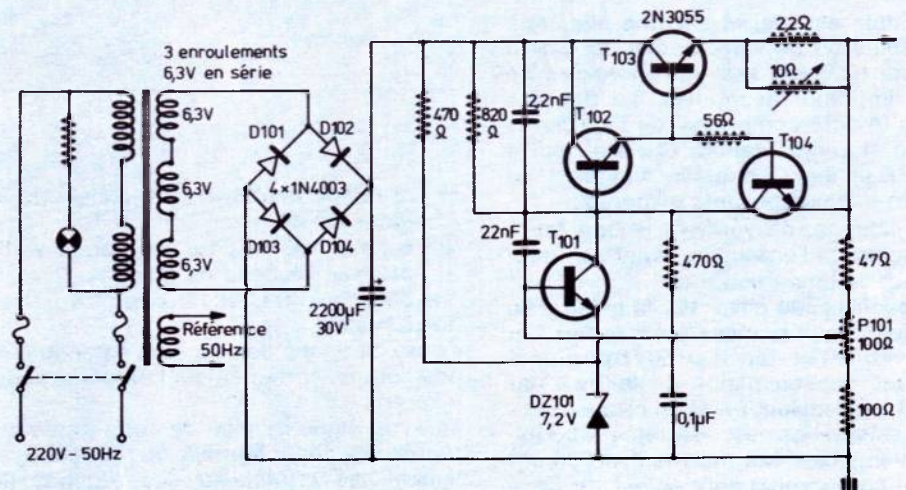 2N3055
2,2Ω
T103
10Ω
3 enroulements
6,3V en série
6,3V
6,3V
6,3V
D101
D102
4×1N4003
D103
D104
470
Ω
820
Ω
2,2nF
T102
56Ω
T104
22nF
T101
470Ω
47Ω
2200µF
30V
P101
100Ω
Référence
50Hz
DZ101
7,2V
0,1µF
100Ω
220V - 50Hz